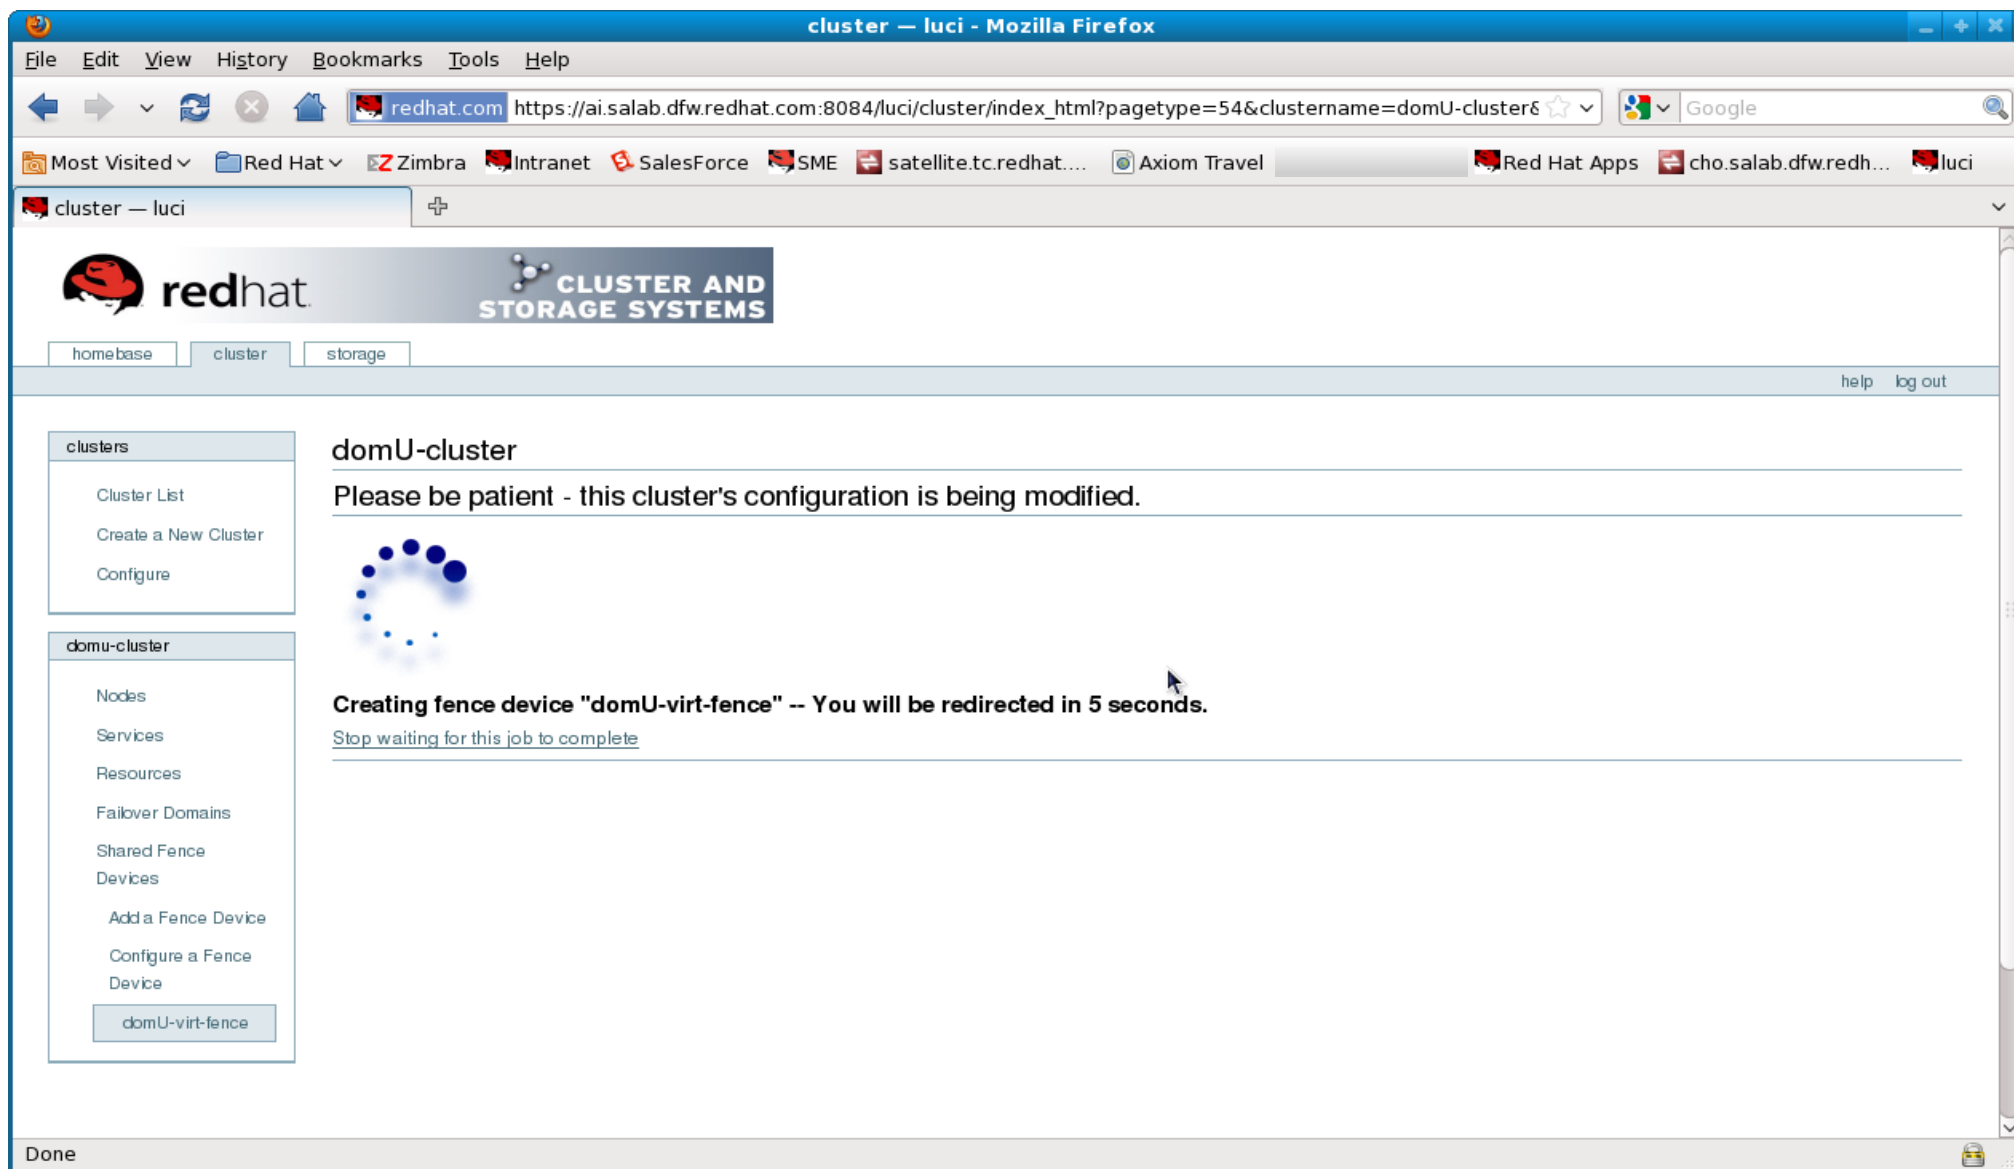 cluster — luci - Mozilla Firefox
File Edit View History Bookmarks Tools Help
redhat.com https://ai.salab.dfw.redhat.com:8084/luci/cluster/index_html?pagetype=54&clustername=domU-cluster& Google
Most Visited Red Hat Zimbra Intranet SalesForce SME satellite.tc.redhat.... Axiom Travel Red Hat Apps cho.salab.dfw.redh... luci
cluster — luci
redhat.
CLUSTER AND
STORAGE SYSTEMS
homebase cluster storage
help log out
clusters
Cluster List
Create a New Cluster
Configure
domu-cluster
Nodes
Services
Resources
Failover Domains
Shared Fence
Devices
Add a Fence Device
Configure a Fence
Device
domU-virt-fence
domU-cluster
Please be patient - this cluster's configuration is being modified.
Creating fence device "domU-virt-fence" -- You will be redirected in 5 seconds.
Stop waiting for this job to complete
Done